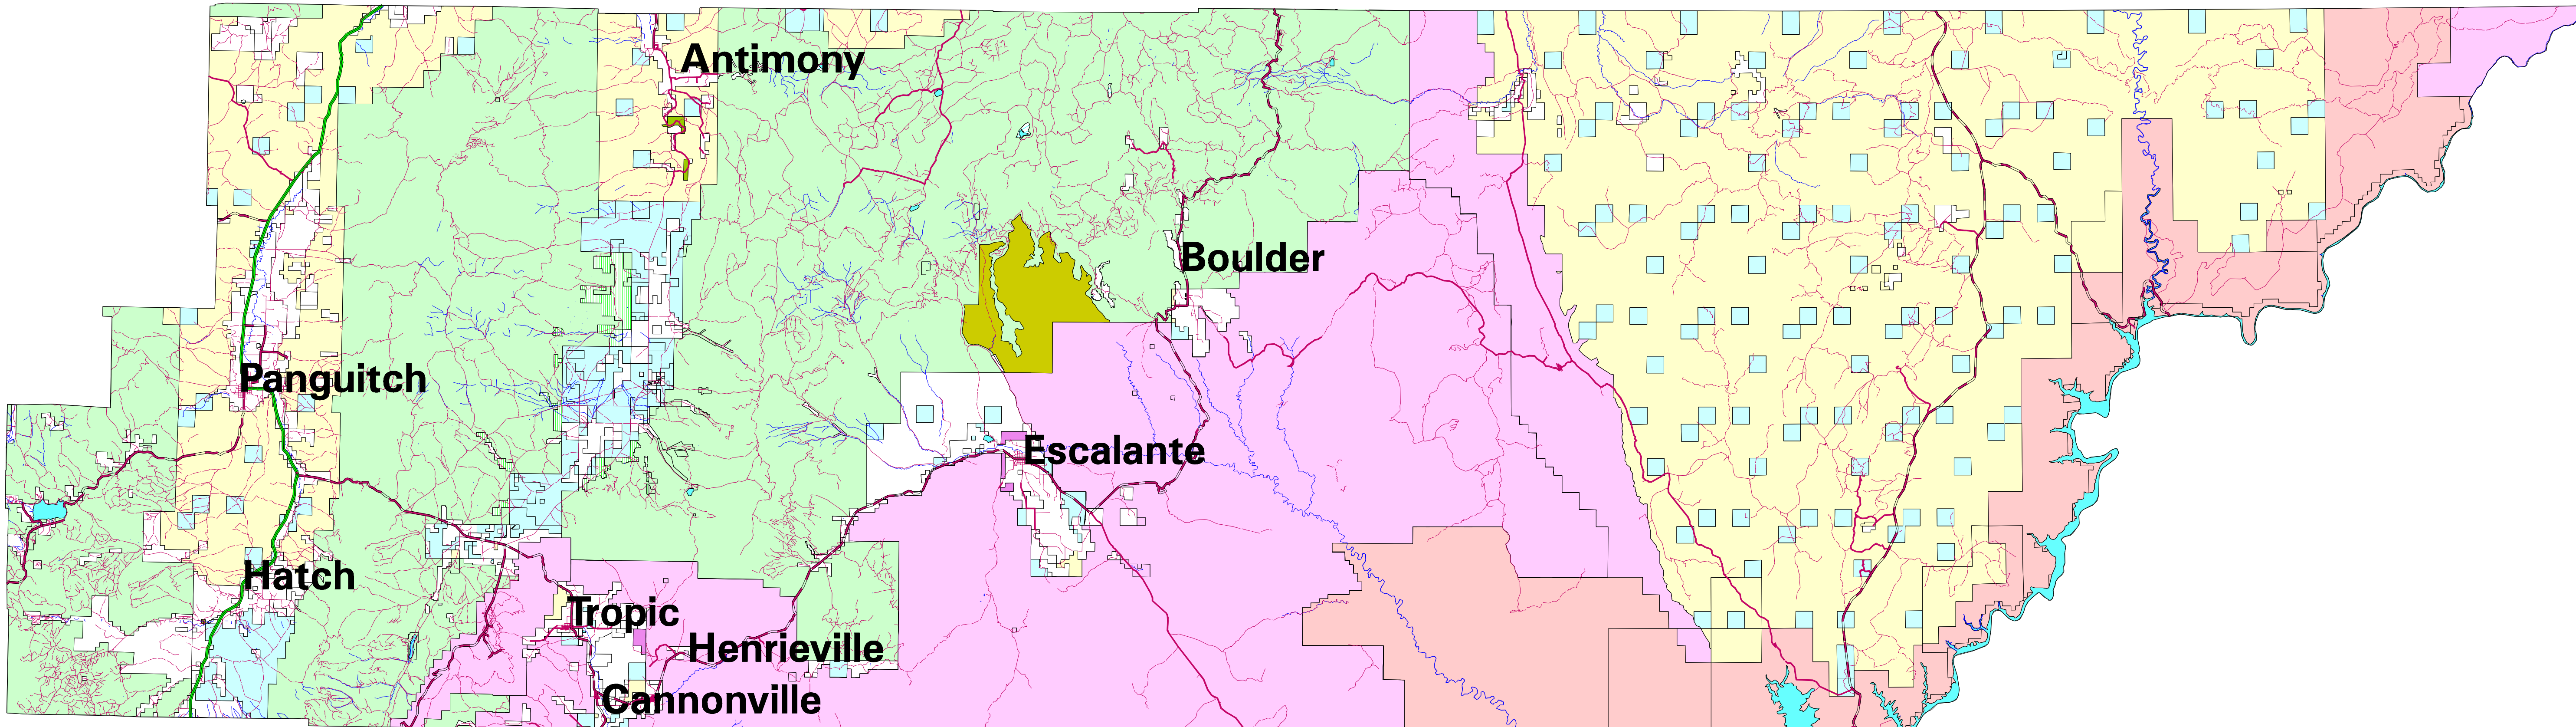 Antimony
Boulder
Panguitch
Escalante
Hatch
Tropic
Henrieville
Cannonville